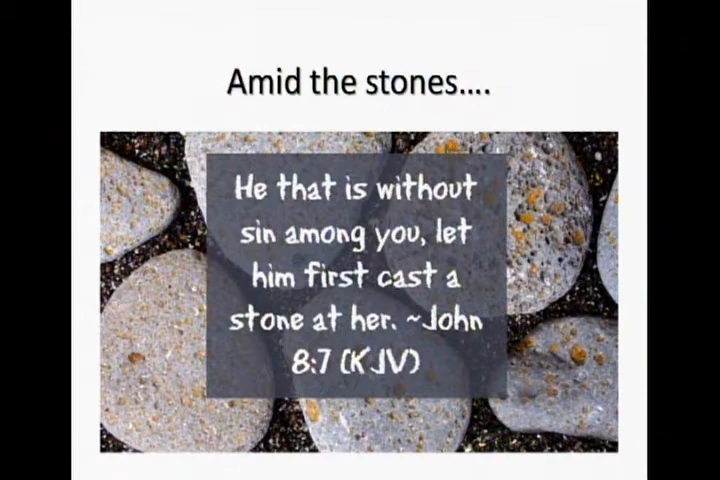 Amid the stones....
He that is without
sin among you, let
him first cast a
stone at her. ~John
8:7 (KJV)